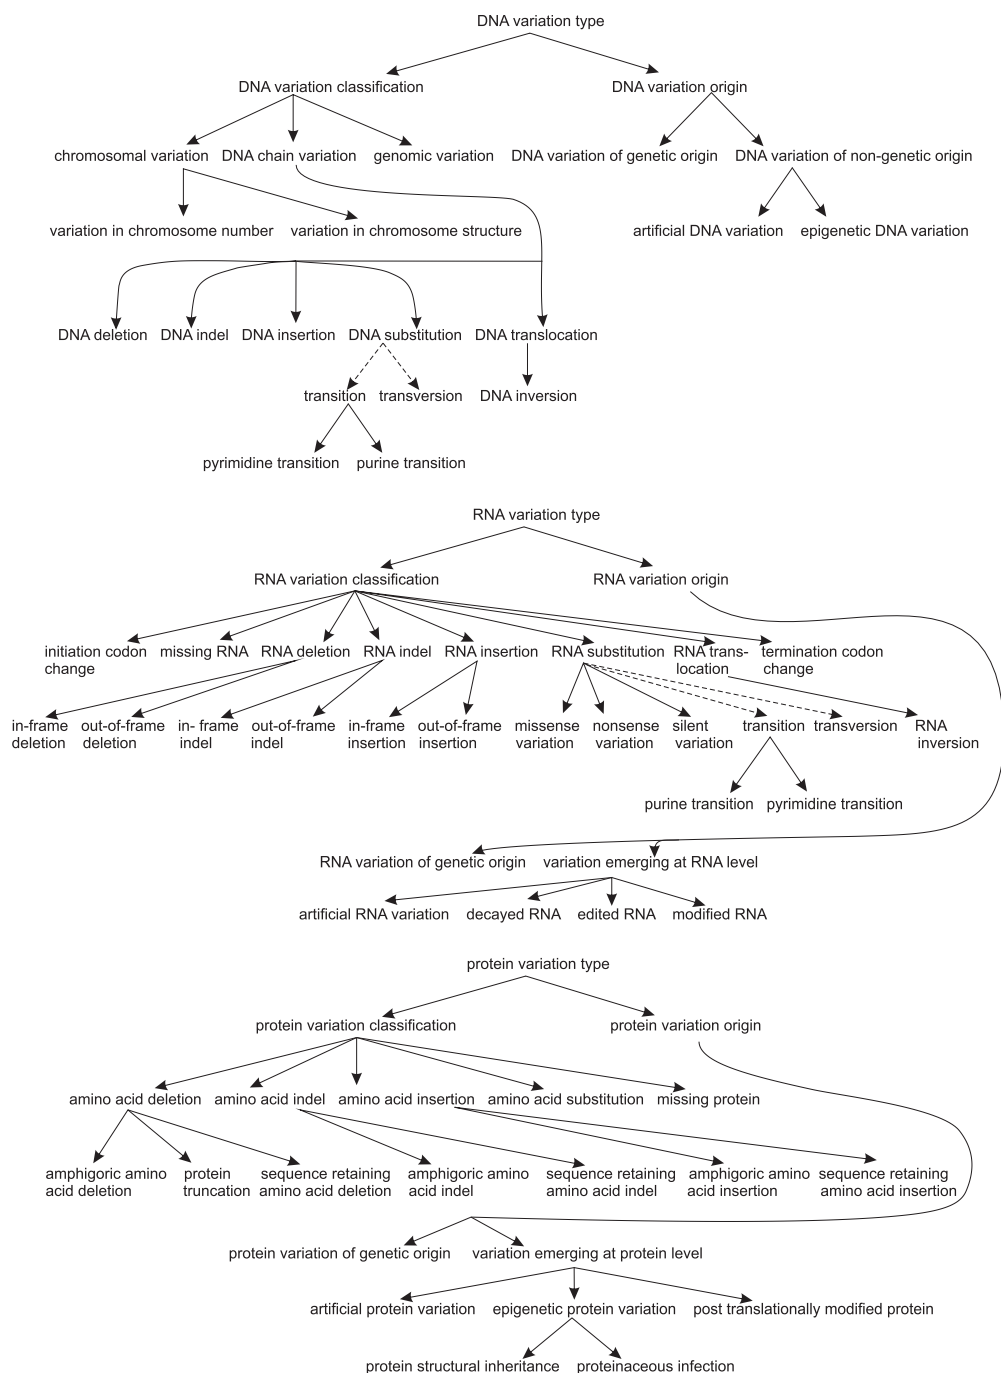 DNA variation type
DNA variation classification
DNA variation origin
chromosomal variation
DNA chain variation
genomic variation
DNA variation of genetic origin
DNA variation of non-genetic origin
variation in chromosome number
variation in chromosome structure
artificial DNA variation
epigenetic DNA variation
DNA deletion
DNA indel
DNA insertion
DNA substitution
DNA translocation
transition
transversion
DNA inversion
pyrimidine transition
purine transition
RNA variation type
RNA variation classification
RNA variation origin
initiation codon
change
missing RNA
RNA deletion
RNA indel
RNA insertion
RNA substitution
RNA trans-
location
termination codon
change
in-frame
deletion
out-of-frame
deletion
in- frame
indel
out-of-frame
indel
in-frame
insertion
out-of-frame
insertion
missense
variation
nonsense
variation
silent
variation
transition
transversion
RNA
inversion
purine transition
pyrimidine transition
RNA variation of genetic origin
variation emerging at RNA level
artificial RNA variation
decayed RNA
edited RNA
modified RNA
protein variation type
protein variation classification
protein variation origin
amino acid deletion
amino acid indel
amino acid insertion
amino acid substitution
missing protein
amphigoric amino
acid deletion
protein
truncation
sequence retaining
amino acid deletion
amphigoric amino
acid indel
sequence retaining
amino acid indel
amphigoric amino
acid insertion
sequence retaining
amino acid insertion
protein variation of genetic origin
variation emerging at protein level
artificial protein variation
epigenetic protein variation
post translationally modified protein
protein structural inheritance
proteinaceous infection